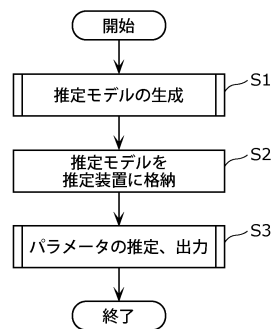 開始
推定モデルの生成
S1
推定モデルを
推定装置に格納
S2
パラメータの推定、出力
S3
終了